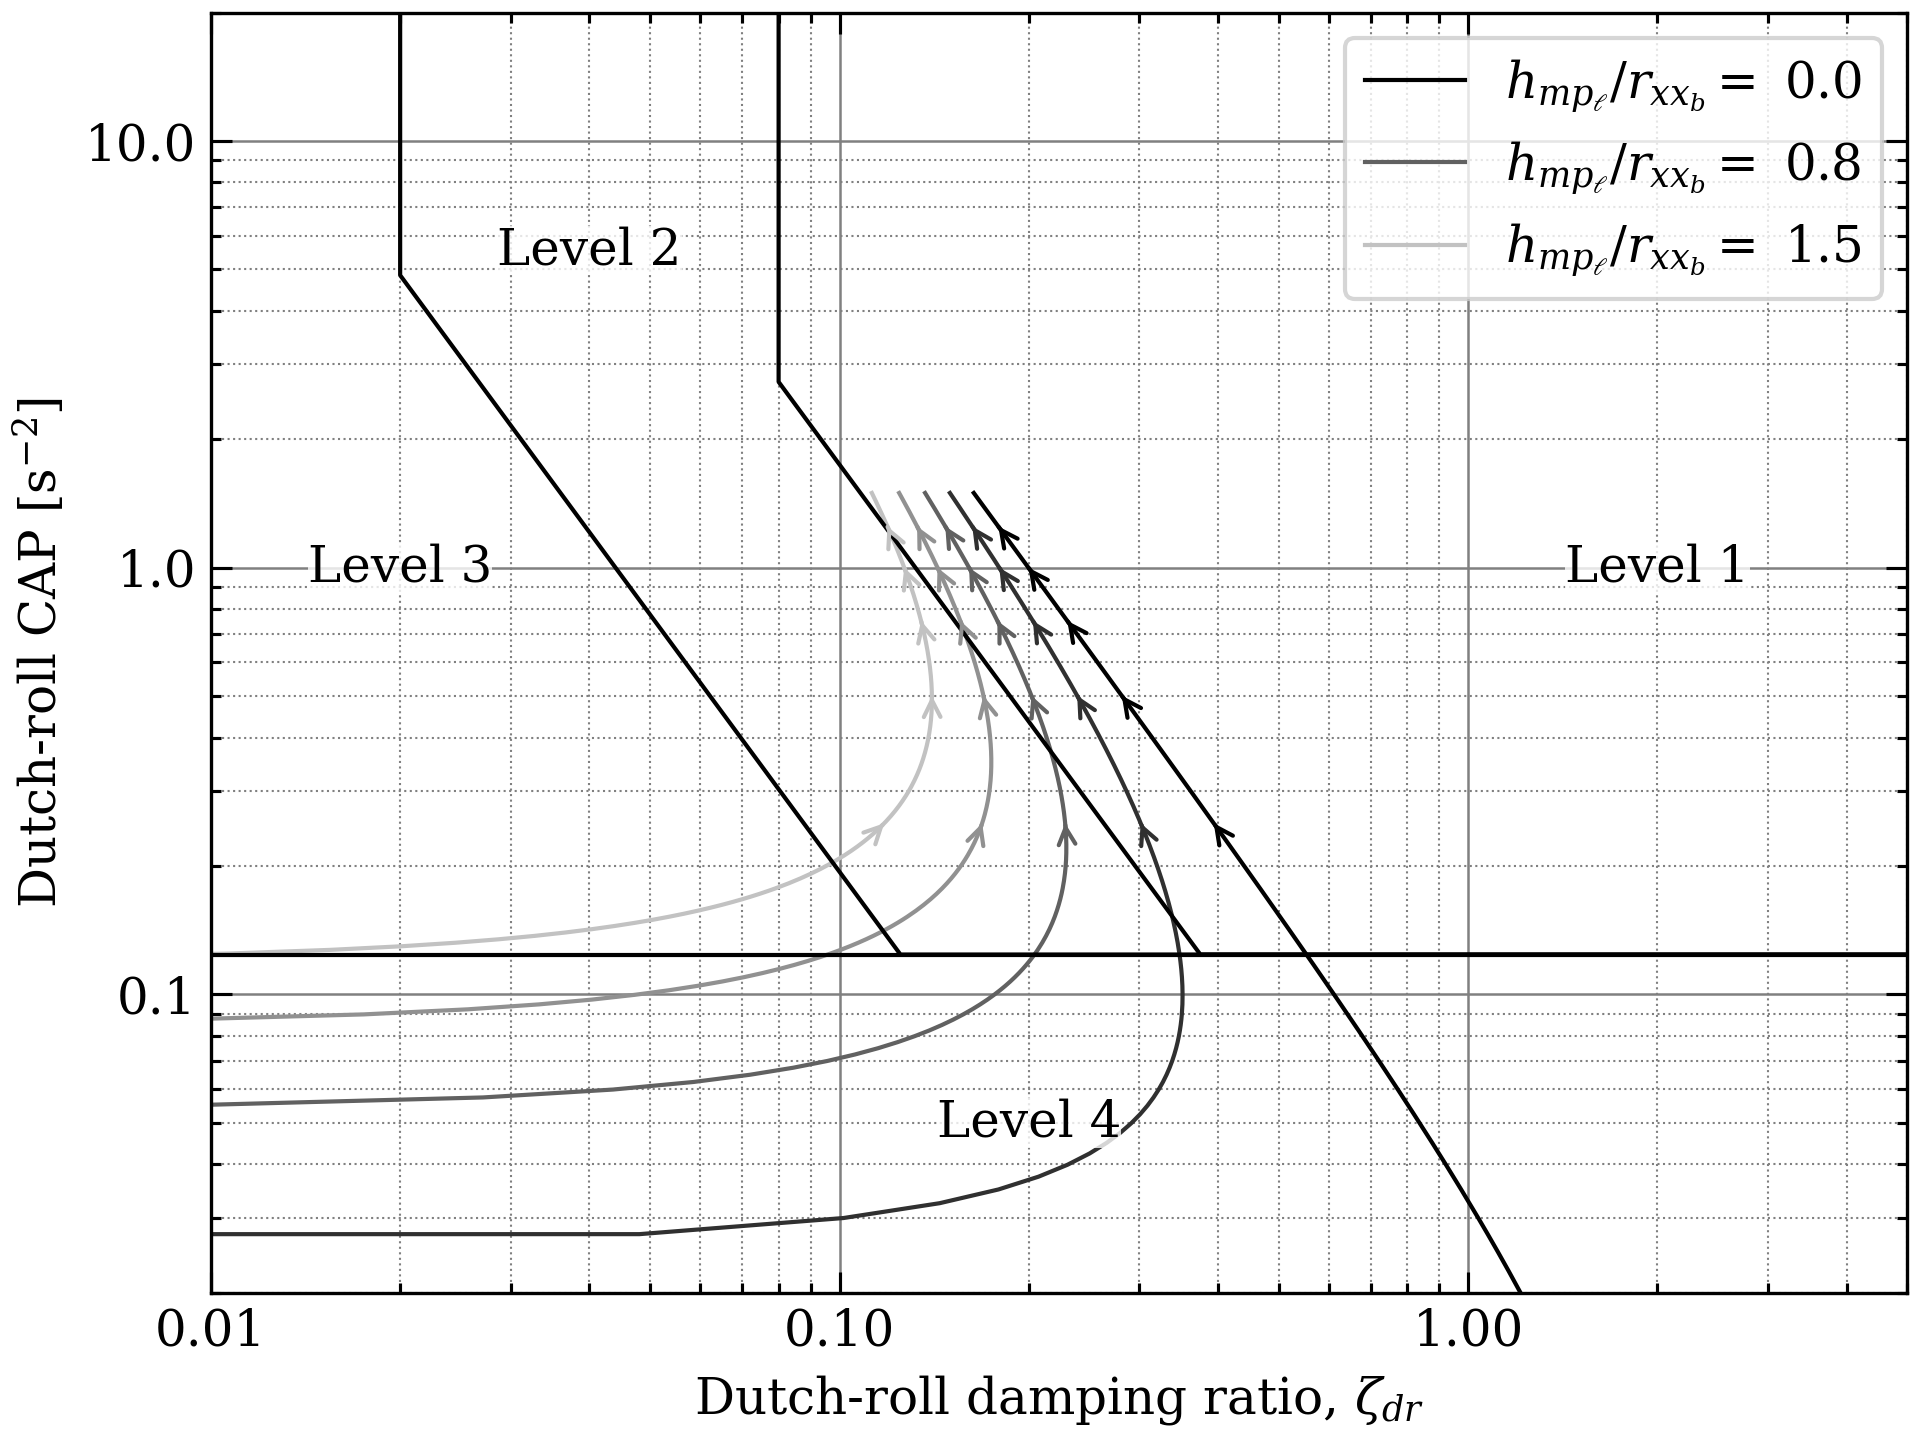 Dutch-roll CAP [s⁻²]
10.0
1.0
0.1
0.01
0.10
1.00
Dutch-roll damping ratio, ζ_dr
Level 2
Level 3
Level 1
Level 4
h_{mp_ℓ}/r_{xx_b} = 0.0
h_{mp_ℓ}/r_{xx_b} = 0.8
h_{mp_ℓ}/r_{xx_b} = 1.5